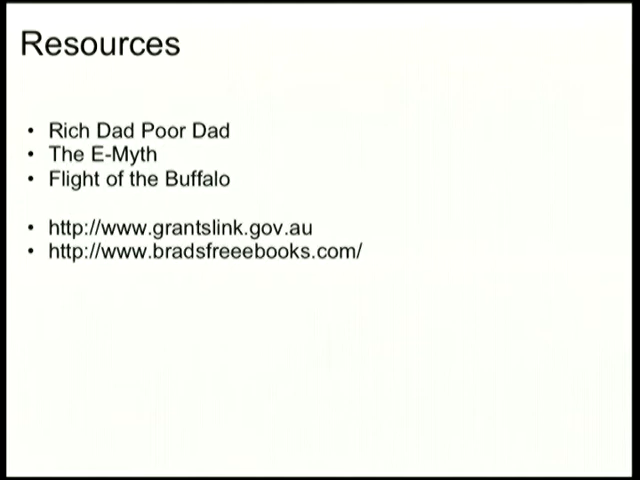 Resources
• Rich Dad Poor Dad
• The E-Myth
• Flight of the Buffalo
• http://www.grantslink.gov.au
• http://www.bradsfreeebooks.com/